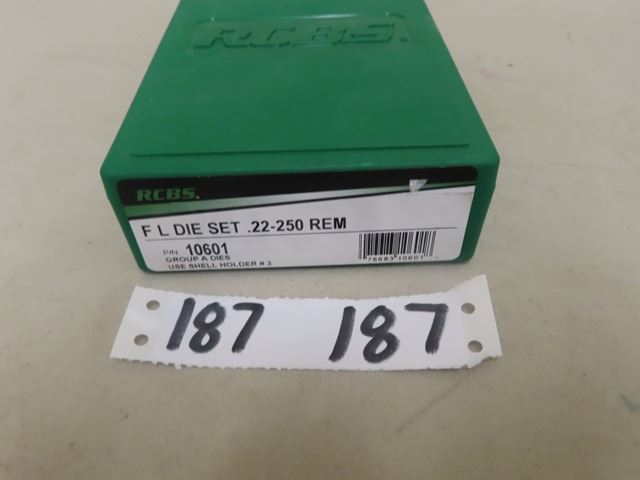 RCBS.
RCBS.
F L DIE SET .22-250 REM
P/N 10601
GROUP A DIES
USE SHELL HOLDER # 3
187 187